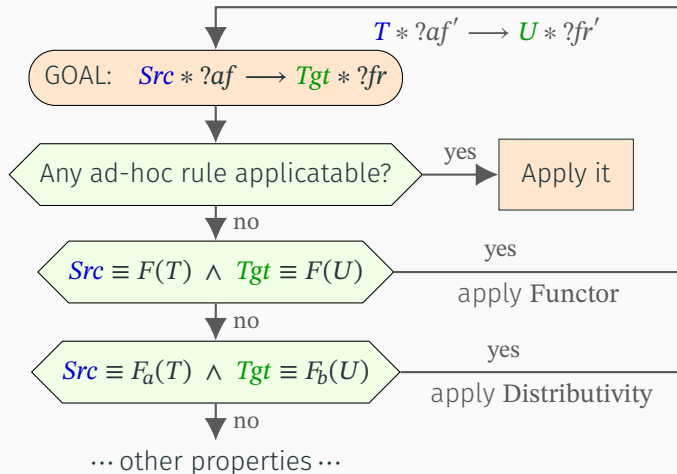 T * ?af′ ⟶ U * ?fr′
GOAL: Src * ?af ⟶ Tgt * ?fr
Any ad-hoc rule applicatable?
yes
Apply it
no
Src ≡ F(T) ∧ Tgt ≡ F(U)
yes
apply Functor
no
Src ≡ Fₐ(T) ∧ Tgt ≡ F_b(U)
yes
apply Distributivity
no
··· other properties ···